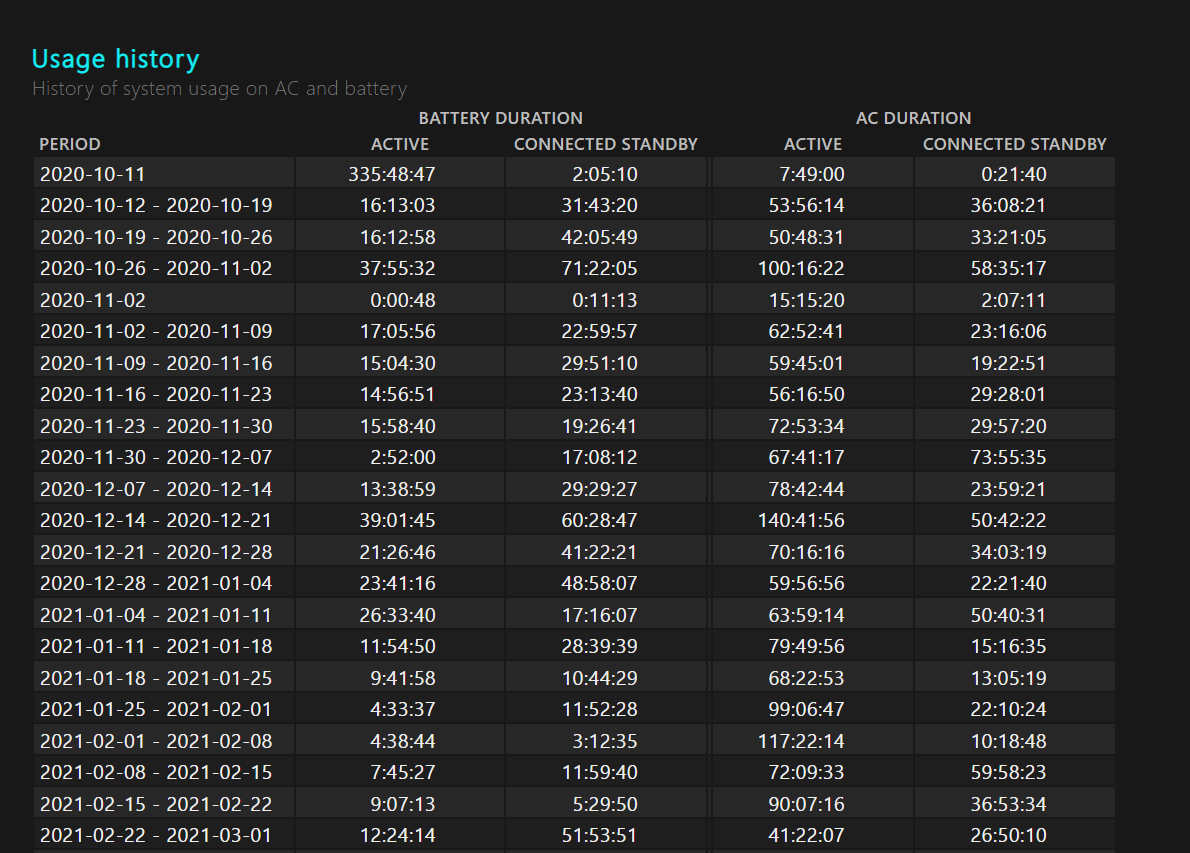 Usage history
History of system usage on AC and battery
BATTERY DURATION AC DURATION
PERIOD ACTIVE CONNECTED STANDBY ACTIVE CONNECTED STANDBY
2020-10-11 335:48:47 2:05:10 7:49:00 0:21:40
2020-10-12 - 2020-10-19 16:13:03 31:43:20 53:56:14 36:08:21
2020-10-19 - 2020-10-26 16:12:58 42:05:49 50:48:31 33:21:05
2020-10-26 - 2020-11-02 37:55:32 71:22:05 100:16:22 58:35:17
2020-11-02 0:00:48 0:11:13 15:15:20 2:07:11
2020-11-02 - 2020-11-09 17:05:56 22:59:57 62:52:41 23:16:06
2020-11-09 - 2020-11-16 15:04:30 29:51:10 59:45:01 19:22:51
2020-11-16 - 2020-11-23 14:56:51 23:13:40 56:16:50 29:28:01
2020-11-23 - 2020-11-30 15:58:40 19:26:41 72:53:34 29:57:20
2020-11-30 - 2020-12-07 2:52:00 17:08:12 67:41:17 73:55:35
2020-12-07 - 2020-12-14 13:38:59 29:29:27 78:42:44 23:59:21
2020-12-14 - 2020-12-21 39:01:45 60:28:47 140:41:56 50:42:22
2020-12-21 - 2020-12-28 21:26:46 41:22:21 70:16:16 34:03:19
2020-12-28 - 2021-01-04 23:41:16 48:58:07 59:56:56 22:21:40
2021-01-04 - 2021-01-11 26:33:40 17:16:07 63:59:14 50:40:31
2021-01-11 - 2021-01-18 11:54:50 28:39:39 79:49:56 15:16:35
2021-01-18 - 2021-01-25 9:41:58 10:44:29 68:22:53 13:05:19
2021-01-25 - 2021-02-01 4:33:37 11:52:28 99:06:47 22:10:24
2021-02-01 - 2021-02-08 4:38:44 3:12:35 117:22:14 10:18:48
2021-02-08 - 2021-02-15 7:45:27 11:59:40 72:09:33 59:58:23
2021-02-15 - 2021-02-22 9:07:13 5:29:50 90:07:16 36:53:34
2021-02-22 - 2021-03-01 12:24:14 51:53:51 41:22:07 26:50:10